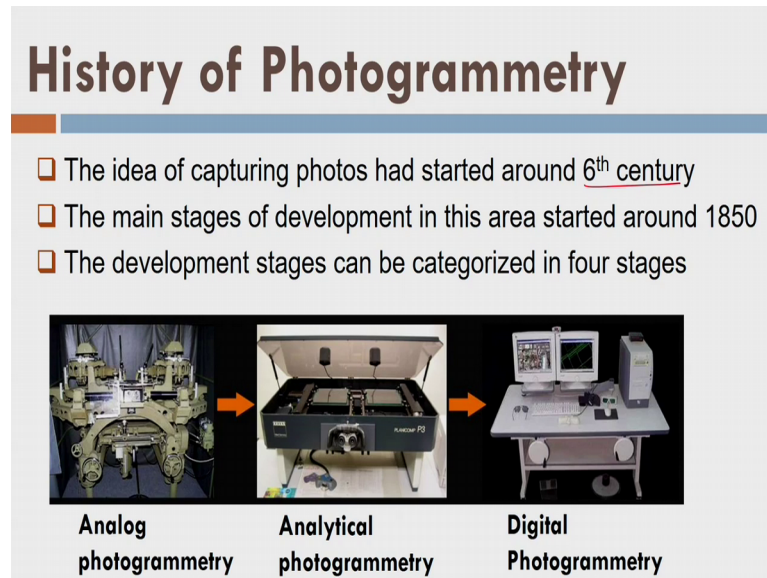 History of Photogrammetry
❑ The idea of capturing photos had started around 6th century
❑ The main stages of development in this area started around 1850
❑ The development stages can be categorized in four stages
PLANICOMP P3
Analog
photogrammetry
Analytical
photogrammetry
Digital
Photogrammetry